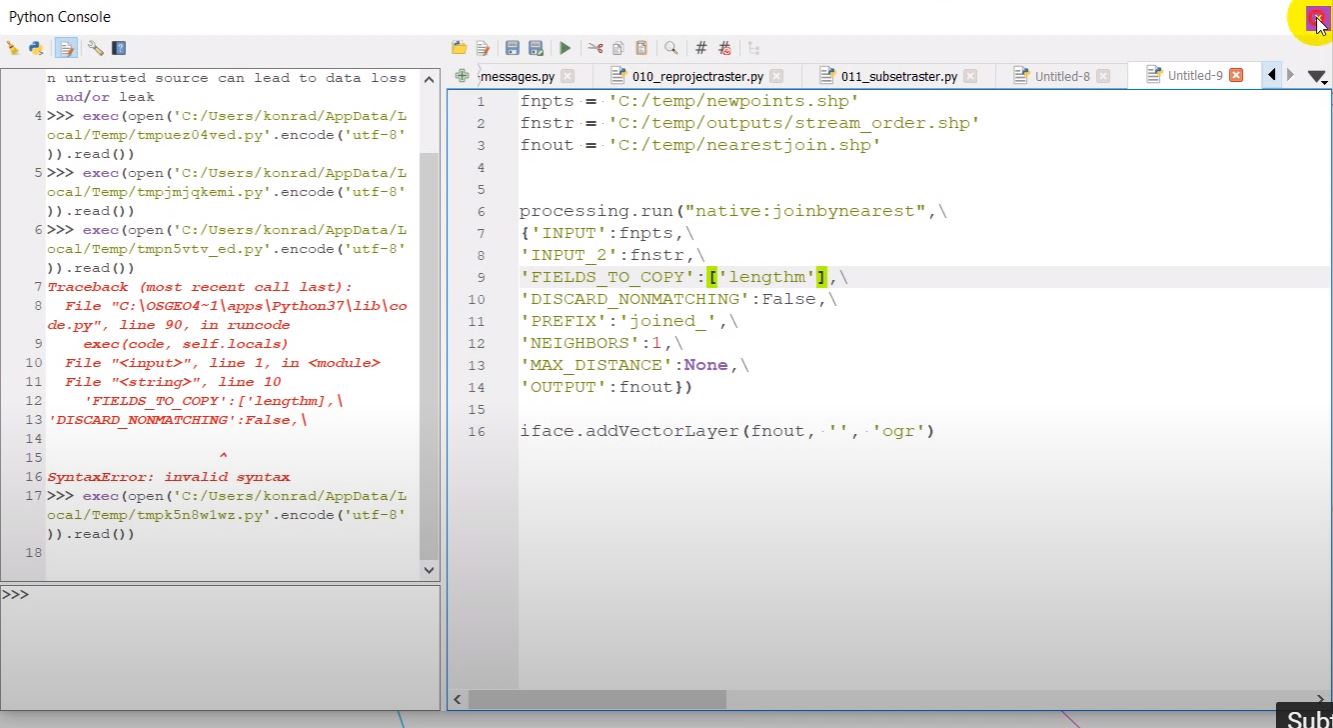 Python Console
n untrusted source can lead to data loss
and/or leak
4 >>> exec(open('C:/Users/konrad/AppData/L
ocal/Temp/tmpuez04ved.py'.encode('utf-8'
)).read())
5 >>> exec(open('C:/Users/konrad/AppData/L
ocal/Temp/tmpjmjqkemi.py'.encode('utf-8'
)).read())
6 >>> exec(open('C:/Users/konrad/AppData/L
ocal/Temp/tmpn5vtv_ed.py'.encode('utf-8'
)).read())
7 Traceback (most recent call last):
8   File "C:\OSGEO4~1\apps\Python37\lib\co
de.py", line 90, in runcode
9     exec(code, self.locals)
10   File "<input>", line 1, in <module>
11   File "<string>", line 10
12     'FIELDS_TO_COPY':['lengthm],\
13 'DISCARD_NONMATCHING':False,\
14
15                     ^
16 SyntaxError: invalid syntax
17 >>> exec(open('C:/Users/konrad/AppData/L
ocal/Temp/tmpk5n8w1wz.py'.encode('utf-8'
)).read())
18
>>>
-messages.py 010_reprojectraster.py 011_subsetraster.py Untitled-8 Untitled-9
1 fnpts = 'C:/temp/newpoints.shp'
2 fnstr = 'C:/temp/outputs/stream_order.shp'
3 fnout = 'C:/temp/nearestjoin.shp'
4
5
6 processing.run("native:joinbynearest",\
7 {'INPUT':fnpts,\
8 'INPUT_2':fnstr,\
9 'FIELDS_TO_COPY':['lengthm'],\
10 'DISCARD_NONMATCHING':False,\
11 'PREFIX':'joined_',\
12 'NEIGHBORS':1,\
13 'MAX_DISTANCE':None,\
14 'OUTPUT':fnout})
15
16 iface.addVectorLayer(fnout, '', 'ogr')